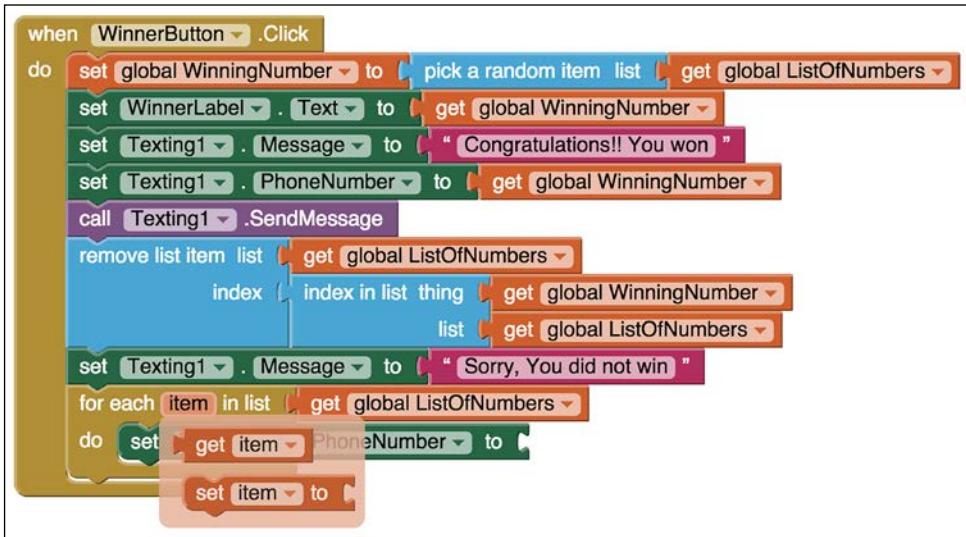 when WinnerButton .Click
do set global WinningNumber to pick a random item list get global ListOfNumbers
set WinnerLabel . Text to get global WinningNumber
set Texting1 . Message to " Congratulations!! You won "
set Texting1 . PhoneNumber to get global WinningNumber
call Texting1 .SendMessage
remove list item list get global ListOfNumbers
index index in list thing get global WinningNumber
list get global ListOfNumbers
set Texting1 . Message to " Sorry, You did not win "
for each item in list get global ListOfNumbers
do set PhoneNumber to
get item
set item to